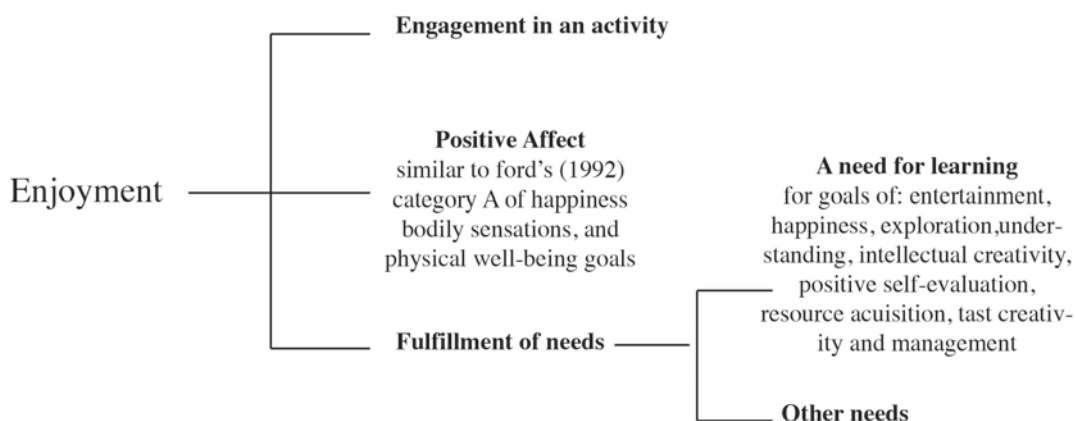 Enjoyment
Engagement in an activity
Positive Affect
similar to ford's (1992)
category A of happiness
bodily sensations, and
physical well-being goals
Fulfillment of needs
A need for learning
for goals of: entertainment,
happiness, exploration,under-
standing, intellectual creativity,
positive self-evaluation,
resource acuisition, tast creativ-
ity and management
Other needs